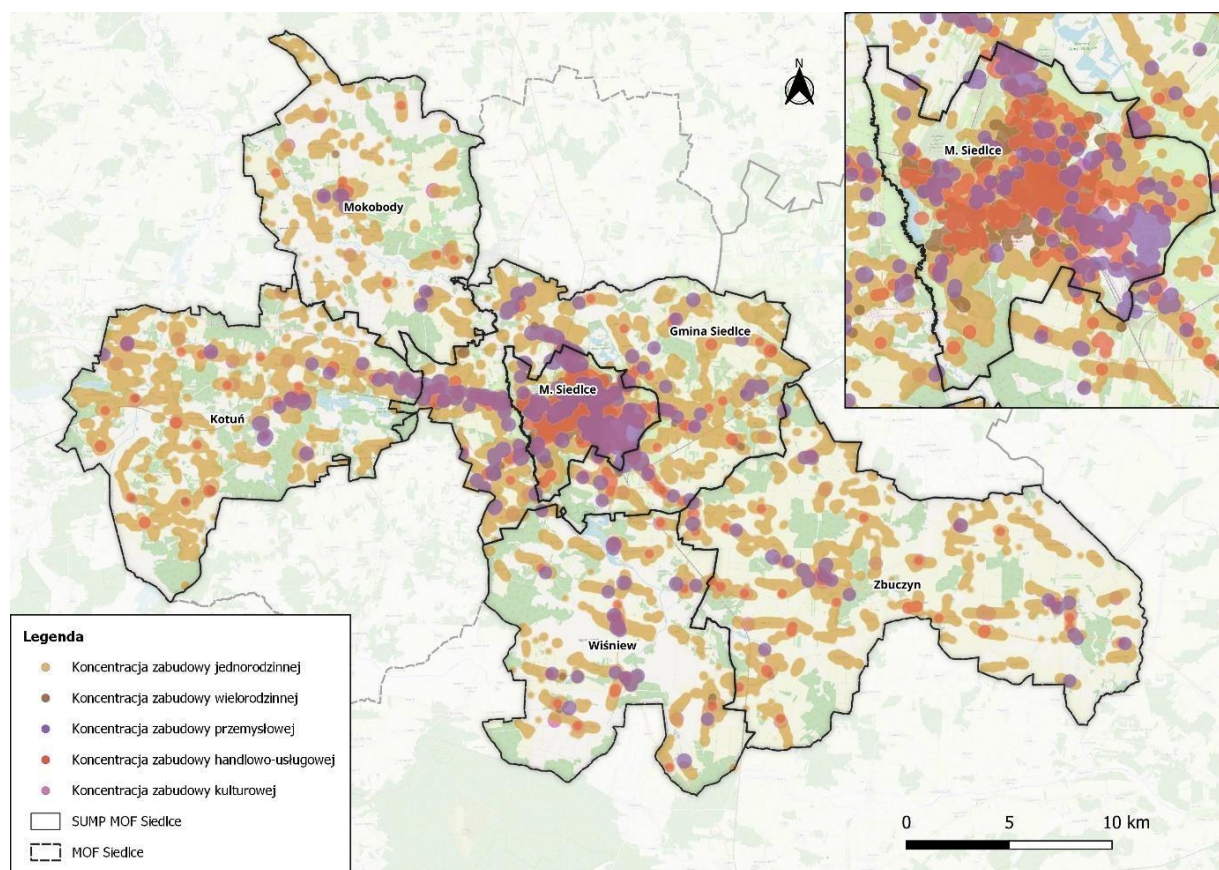 N
M. Siedlce
Mokobody
Gmina Siedlce
M. Siedlce
Kotuń
Zbuczyn
Wiśniew
Legenda
Koncentracja zabudowy jednorodzinnej
Koncentracja zabudowy wielorodzinnej
Koncentracja zabudowy przemysłowej
Koncentracja zabudowy handlowo-usługowej
Koncentracja zabudowy kulturowej
SUMP MOF Siedlce
MOF Siedlce
0 5 10 km